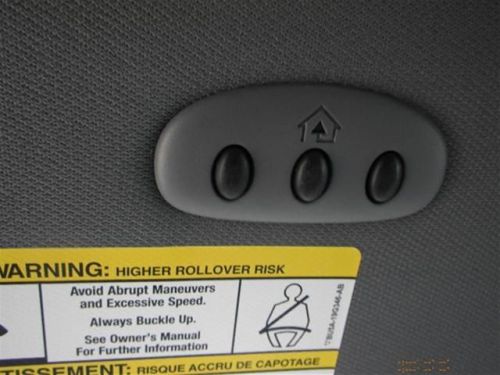 WARNING: HIGHER ROLLOVER RISK
Avoid Abrupt Maneuvers
and Excessive Speed.
Always Buckle Up.
See Owner's Manual
For Further Information
TISSEMENT: RISQUE ACCRU DE CAPOTAGE